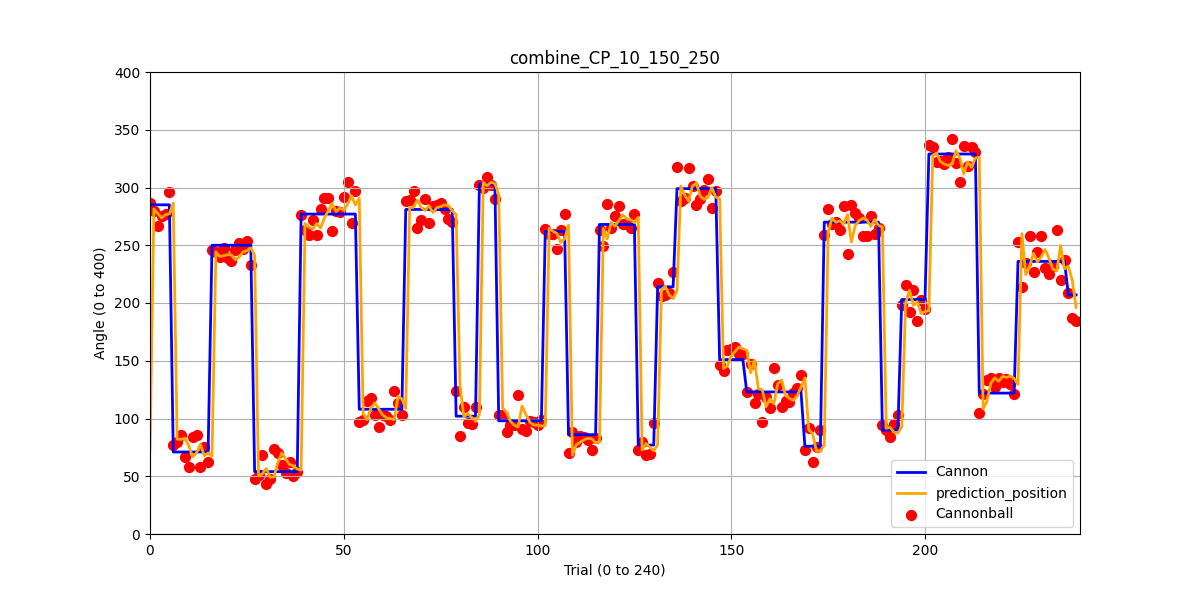 combine_CP_10_150_250
400
350
300
250
200
150
100
50
0
Angle (0 to 400)
0 50 100 150 200
Trial (0 to 240)
Cannon
prediction_position
Cannonball